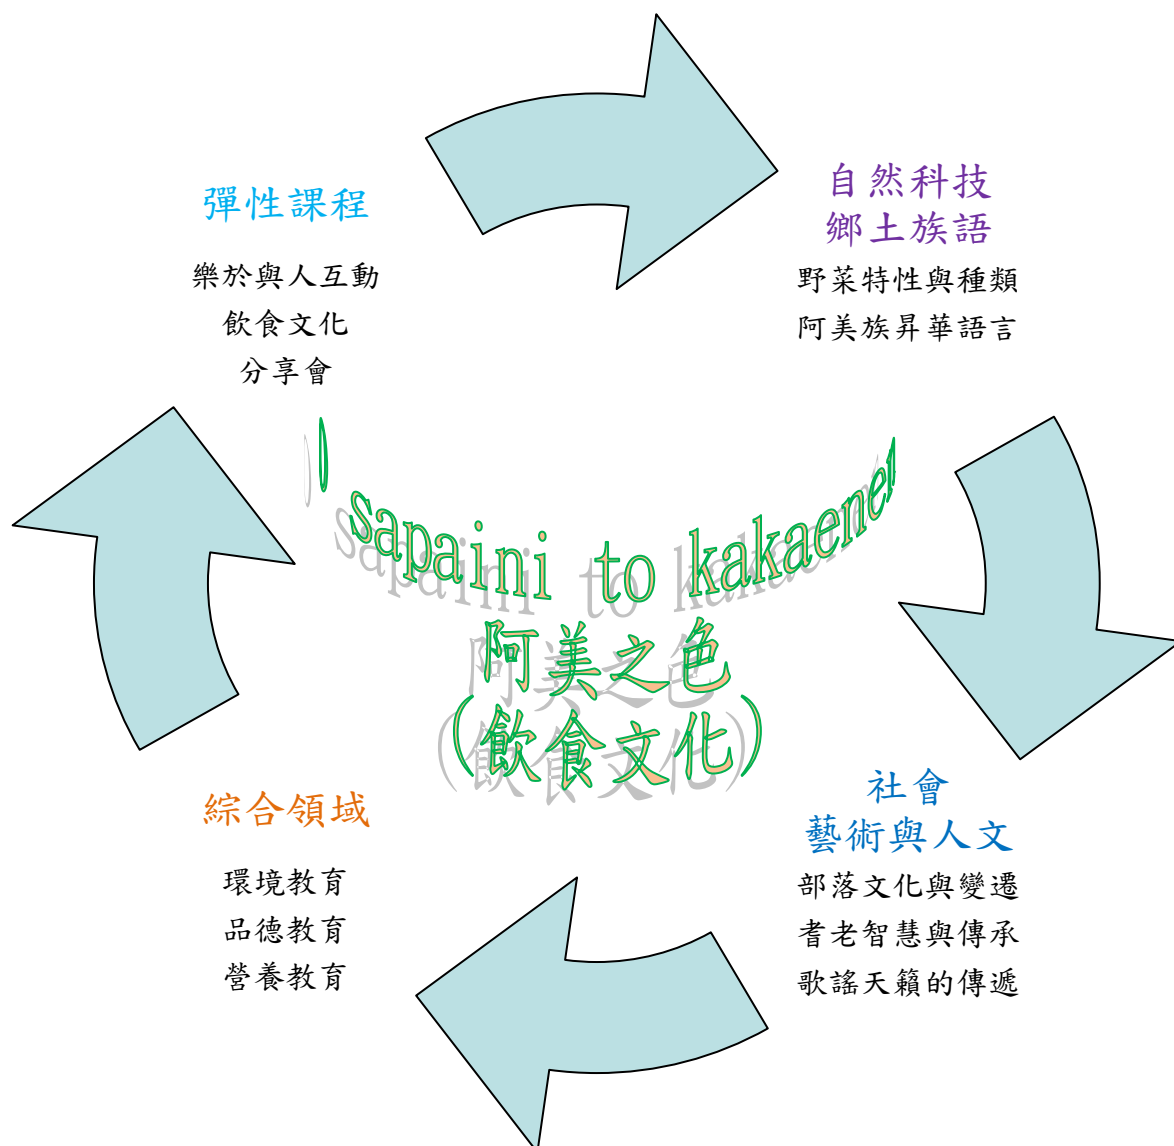 彈性課程
樂於與人互動
飲食文化
分享會
自然科技
鄉土族語
野菜特性與種類
阿美族昇華語言
O sapaini to kakaenen
阿美之色
(飲食文化)
綜合領域
環境教育
品德教育
營養教育
社會
藝術與人文
部落文化與變遷
耆老智慧與傳承
歌謠天籟的傳遞